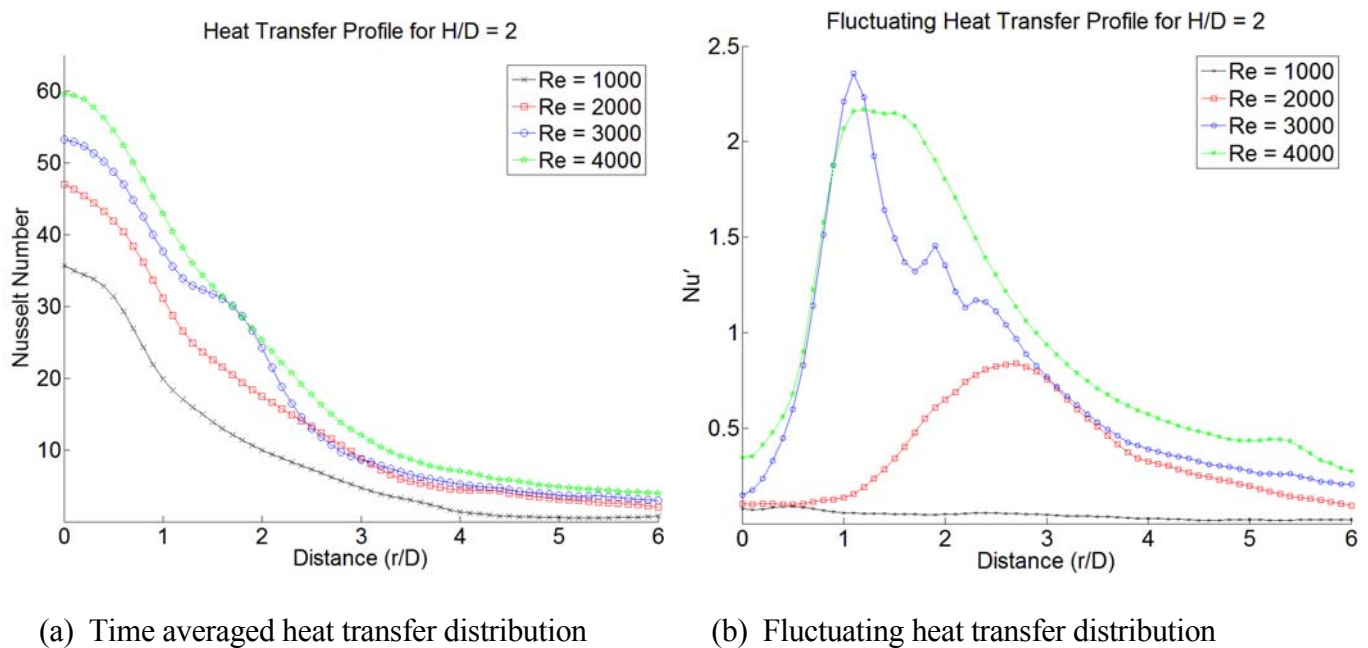 Heat Transfer Profile for H/D = 2
Re = 1000
Re = 2000
Re = 3000
Re = 4000
Nusselt Number
60
50
40
30
20
10
0 1 2 3 4 5 6
Distance (r/D)
Fluctuating Heat Transfer Profile for H/D = 2
Re = 1000
Re = 2000
Re = 3000
Re = 4000
Nu′
2.5
2
1.5
1
0.5
0 1 2 3 4 5 6
Distance (r/D)
(a) Time averaged heat transfer distribution
(b) Fluctuating heat transfer distribution